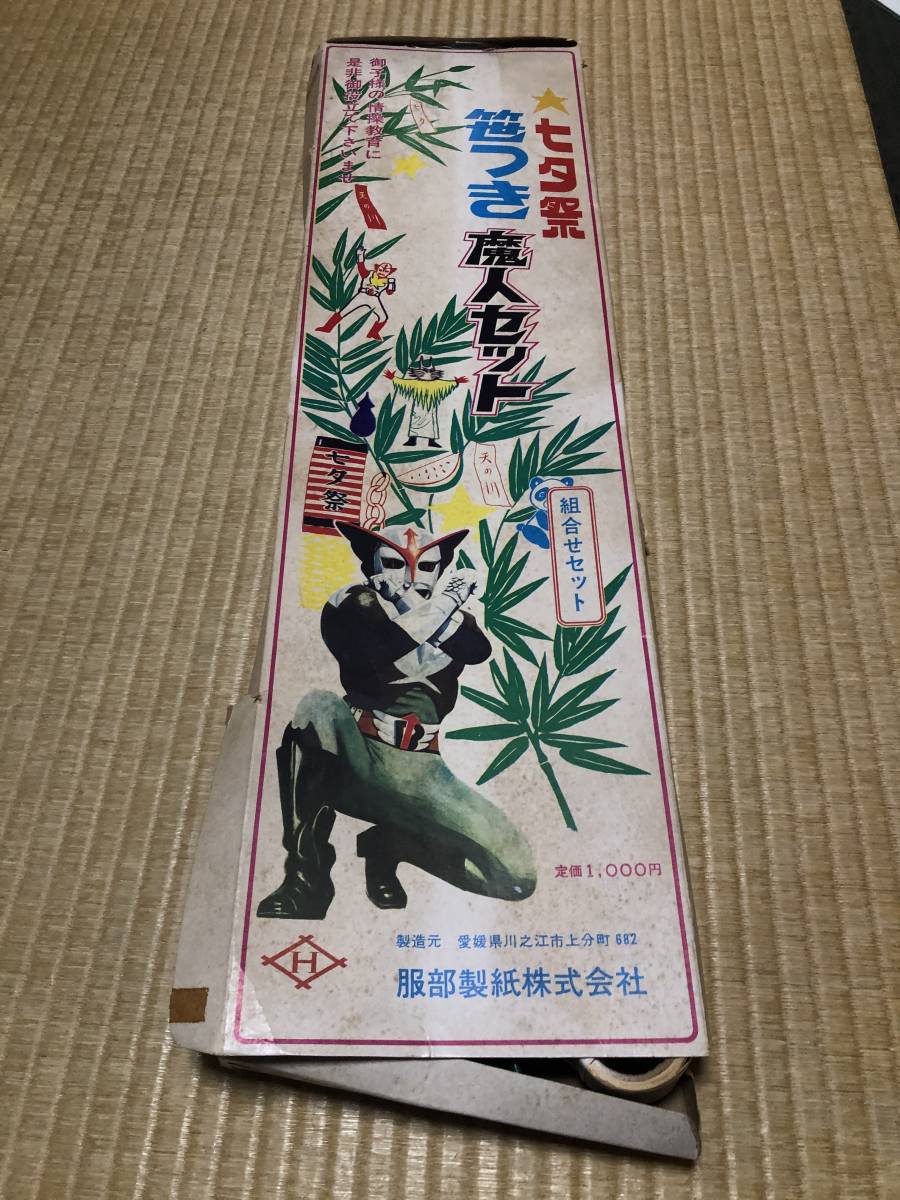 七夕祭
笹つき
魔人セット
御子様の情操教育に
是非御役立て下さいませ
七夕
天の川
七夕祭
天の川
組合せセット
定価1,000円
製造元 愛媛県川之江市上分町682
服部製紙株式会社
H